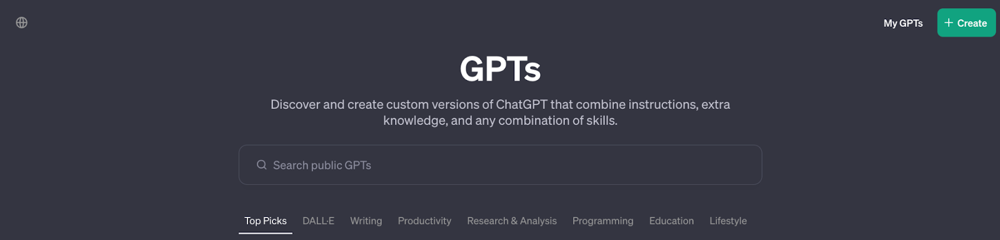 My GPTs
+ Create
GPTs
Discover and create custom versions of ChatGPT that combine instructions, extra
knowledge, and any combination of skills.
Search public GPTs
Top Picks DALL·E Writing Productivity Research & Analysis Programming Education Lifestyle